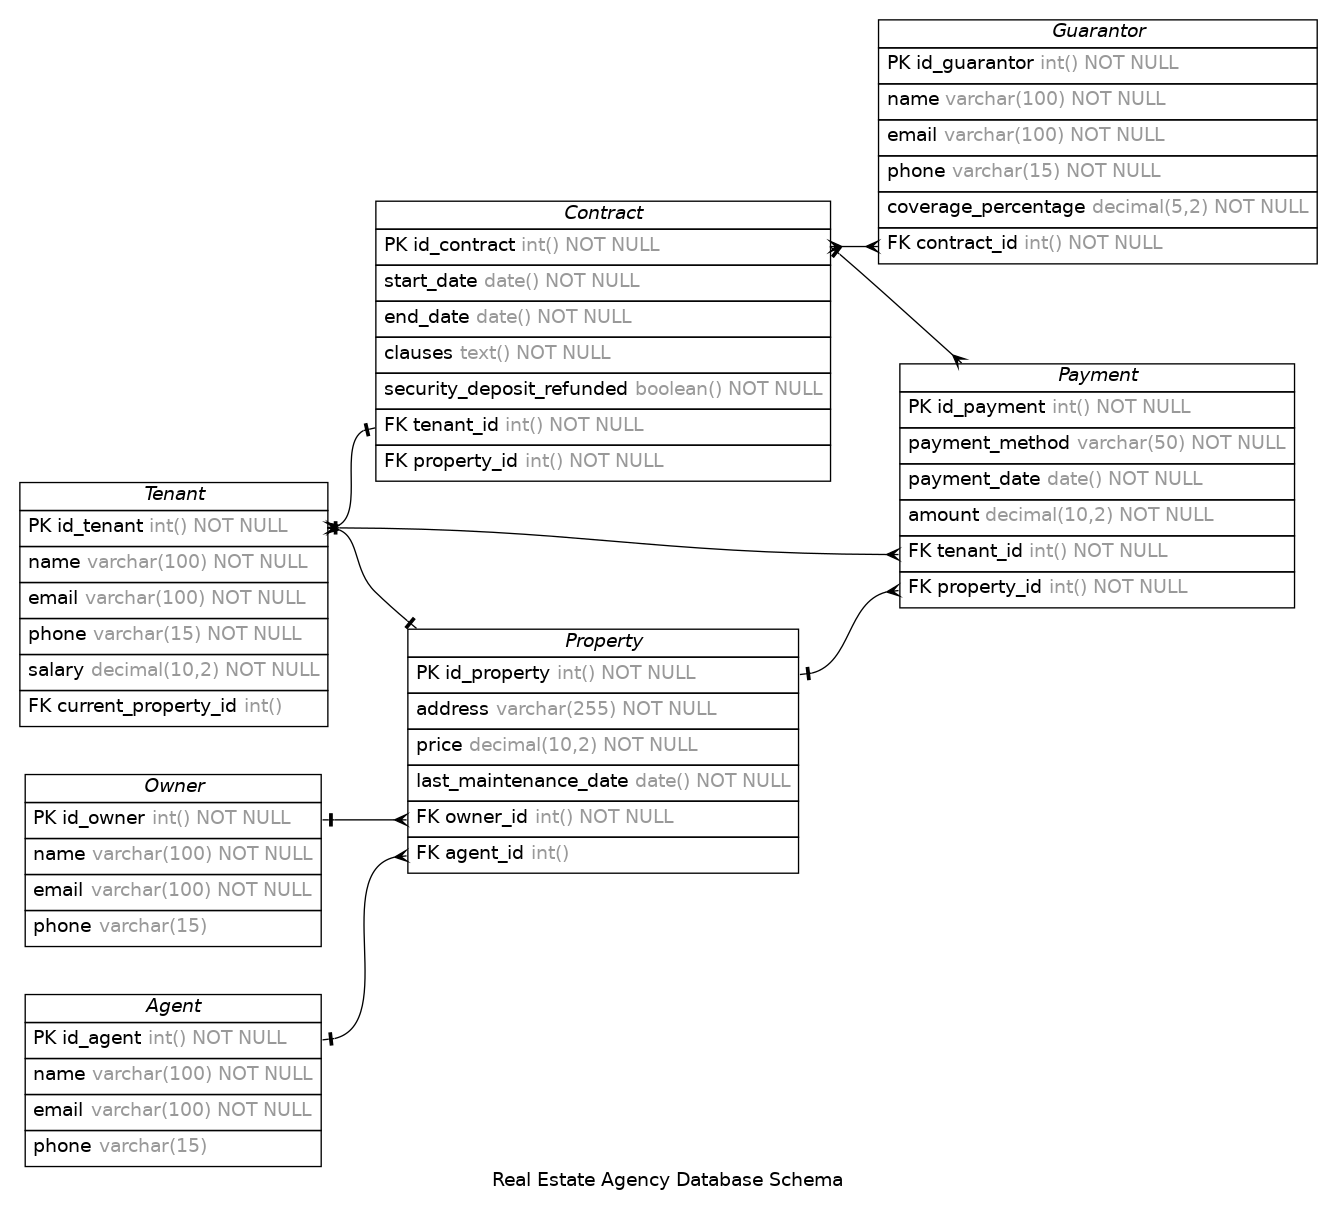 Guarantor
PK id_guarantor int() NOT NULL
name varchar(100) NOT NULL
email varchar(100) NOT NULL
phone varchar(15) NOT NULL
coverage_percentage decimal(5,2) NOT NULL
FK contract_id int() NOT NULL
Contract
PK id_contract int() NOT NULL
start_date date() NOT NULL
end_date date() NOT NULL
clauses text() NOT NULL
security_deposit_refunded boolean() NOT NULL
FK tenant_id int() NOT NULL
FK property_id int() NOT NULL
Payment
PK id_payment int() NOT NULL
payment_method varchar(50) NOT NULL
payment_date date() NOT NULL
amount decimal(10,2) NOT NULL
FK tenant_id int() NOT NULL
FK property_id int() NOT NULL
Tenant
PK id_tenant int() NOT NULL
name varchar(100) NOT NULL
email varchar(100) NOT NULL
phone varchar(15) NOT NULL
salary decimal(10,2) NOT NULL
FK current_property_id int()
Property
PK id_property int() NOT NULL
address varchar(255) NOT NULL
price decimal(10,2) NOT NULL
last_maintenance_date date() NOT NULL
FK owner_id int() NOT NULL
FK agent_id int()
Owner
PK id_owner int() NOT NULL
name varchar(100) NOT NULL
email varchar(100) NOT NULL
phone varchar(15)
Agent
PK id_agent int() NOT NULL
name varchar(100) NOT NULL
email varchar(100) NOT NULL
phone varchar(15)
Real Estate Agency Database Schema